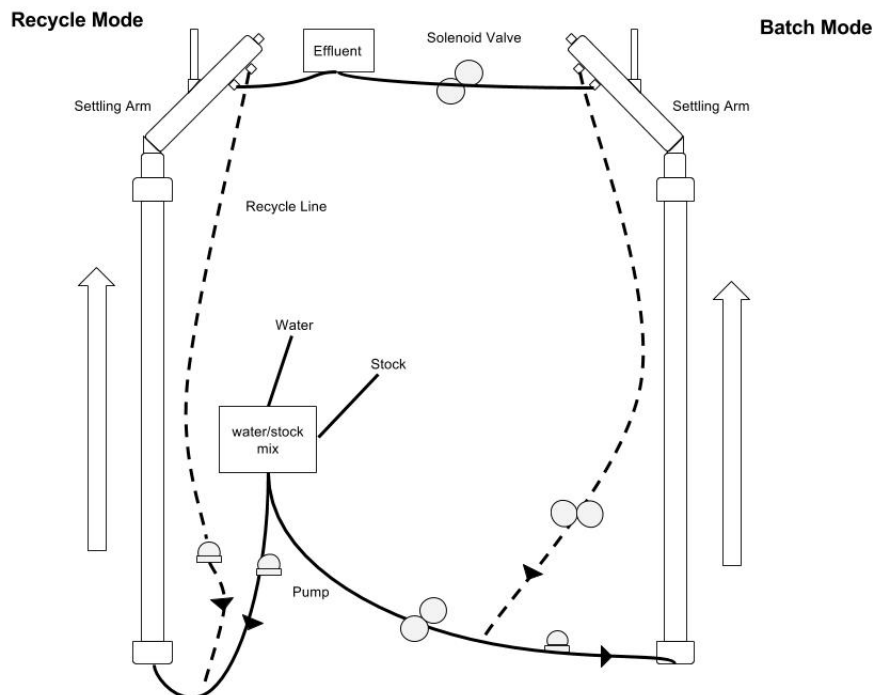 Recycle Mode
Batch Mode
Effluent
Solenoid Valve
Settling Arm
Settling Arm
Recycle Line
Water
Stock
water/stock
mix
Pump